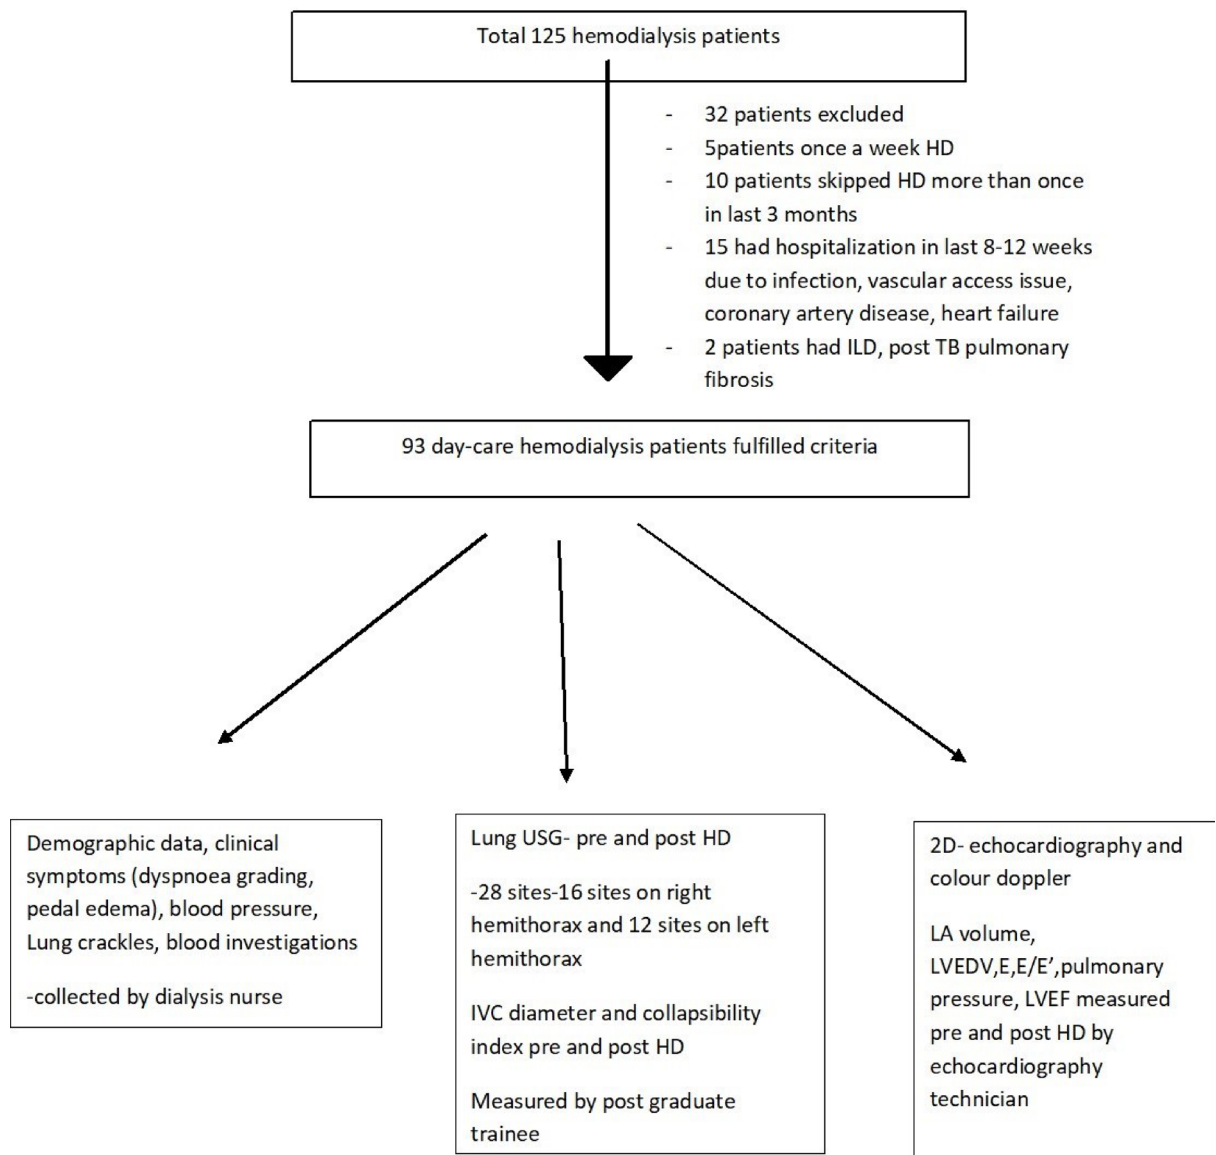 Total 125 hemodialysis patients
- 32 patients excluded
- 5patients once a week HD
- 10 patients skipped HD more than once
in last 3 months
- 15 had hospitalization in last 8-12 weeks
due to infection, vascular access issue,
coronary artery disease, heart failure
- 2 patients had ILD, post TB pulmonary
fibrosis
93 day-care hemodialysis patients fulfilled criteria
Demographic data, clinical
symptoms (dyspnoea grading,
pedal edema), blood pressure,
Lung crackles, blood investigations
-collected by dialysis nurse
Lung USG- pre and post HD
-28 sites-16 sites on right
hemithorax and 12 sites on left
hemithorax
IVC diameter and collapsibility
index pre and post HD
Measured by post graduate
trainee
2D- echocardiography and
colour doppler
LA volume,
LVEDV,E,E/E’,pulmonary
pressure, LVEF measured
pre and post HD by
echocardiography
technician